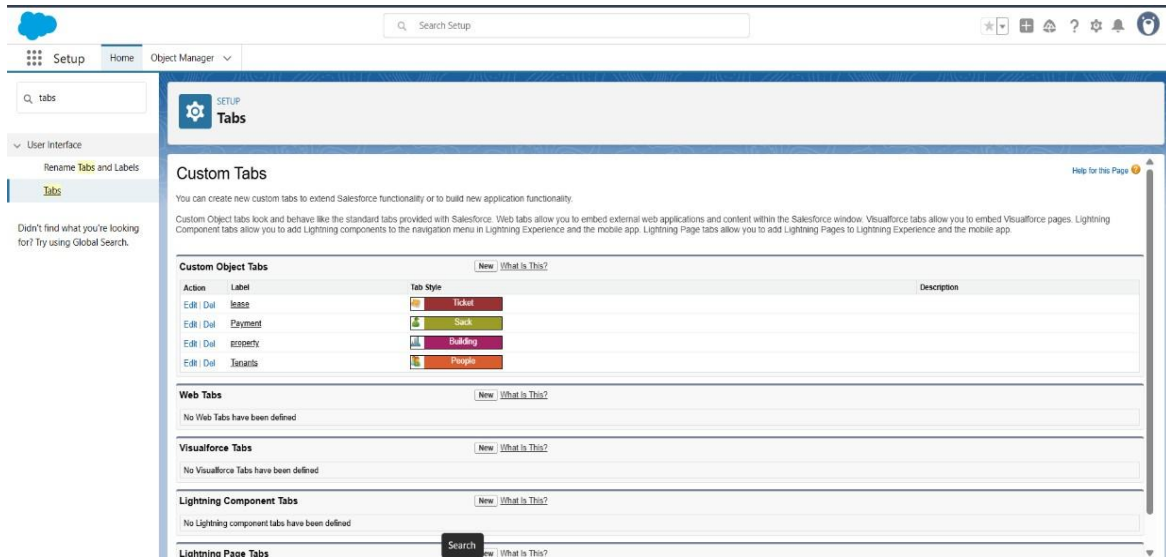 Search Setup
Setup
Home
Object Manager
tabs
User Interface
Rename Tabs and Labels
Tabs
Didn't find what you're looking
for? Try using Global Search.
SETUP
Tabs
Custom Tabs
Help for this Page
You can create new custom tabs to extend Salesforce functionality or to build new application functionality.
Custom Object tabs look and behave like the standard tabs provided with Salesforce. Web tabs allow you to embed external web applications and content within the Salesforce window. Visualforce tabs allow you to embed Visualforce pages. Lightning
Component tabs allow you to add Lightning components to the navigation menu in Lightning Experience and the mobile app. Lightning Page tabs allow you to add Lightning Pages to Lightning Experience and the mobile app.
Custom Object Tabs New What Is This?
Action Label Tab Style Description
Edit | Del lease Ticket
Edit | Del Payment Sack
Edit | Del property Building
Edit | Del Tenants People
Web Tabs New What Is This?
No Web Tabs have been defined
Visualforce Tabs New What Is This?
No Visualforce Tabs have been defined
Lightning Component Tabs New What Is This?
No Lightning component tabs have been defined
Search
Lightning Page Tabs New What Is This?